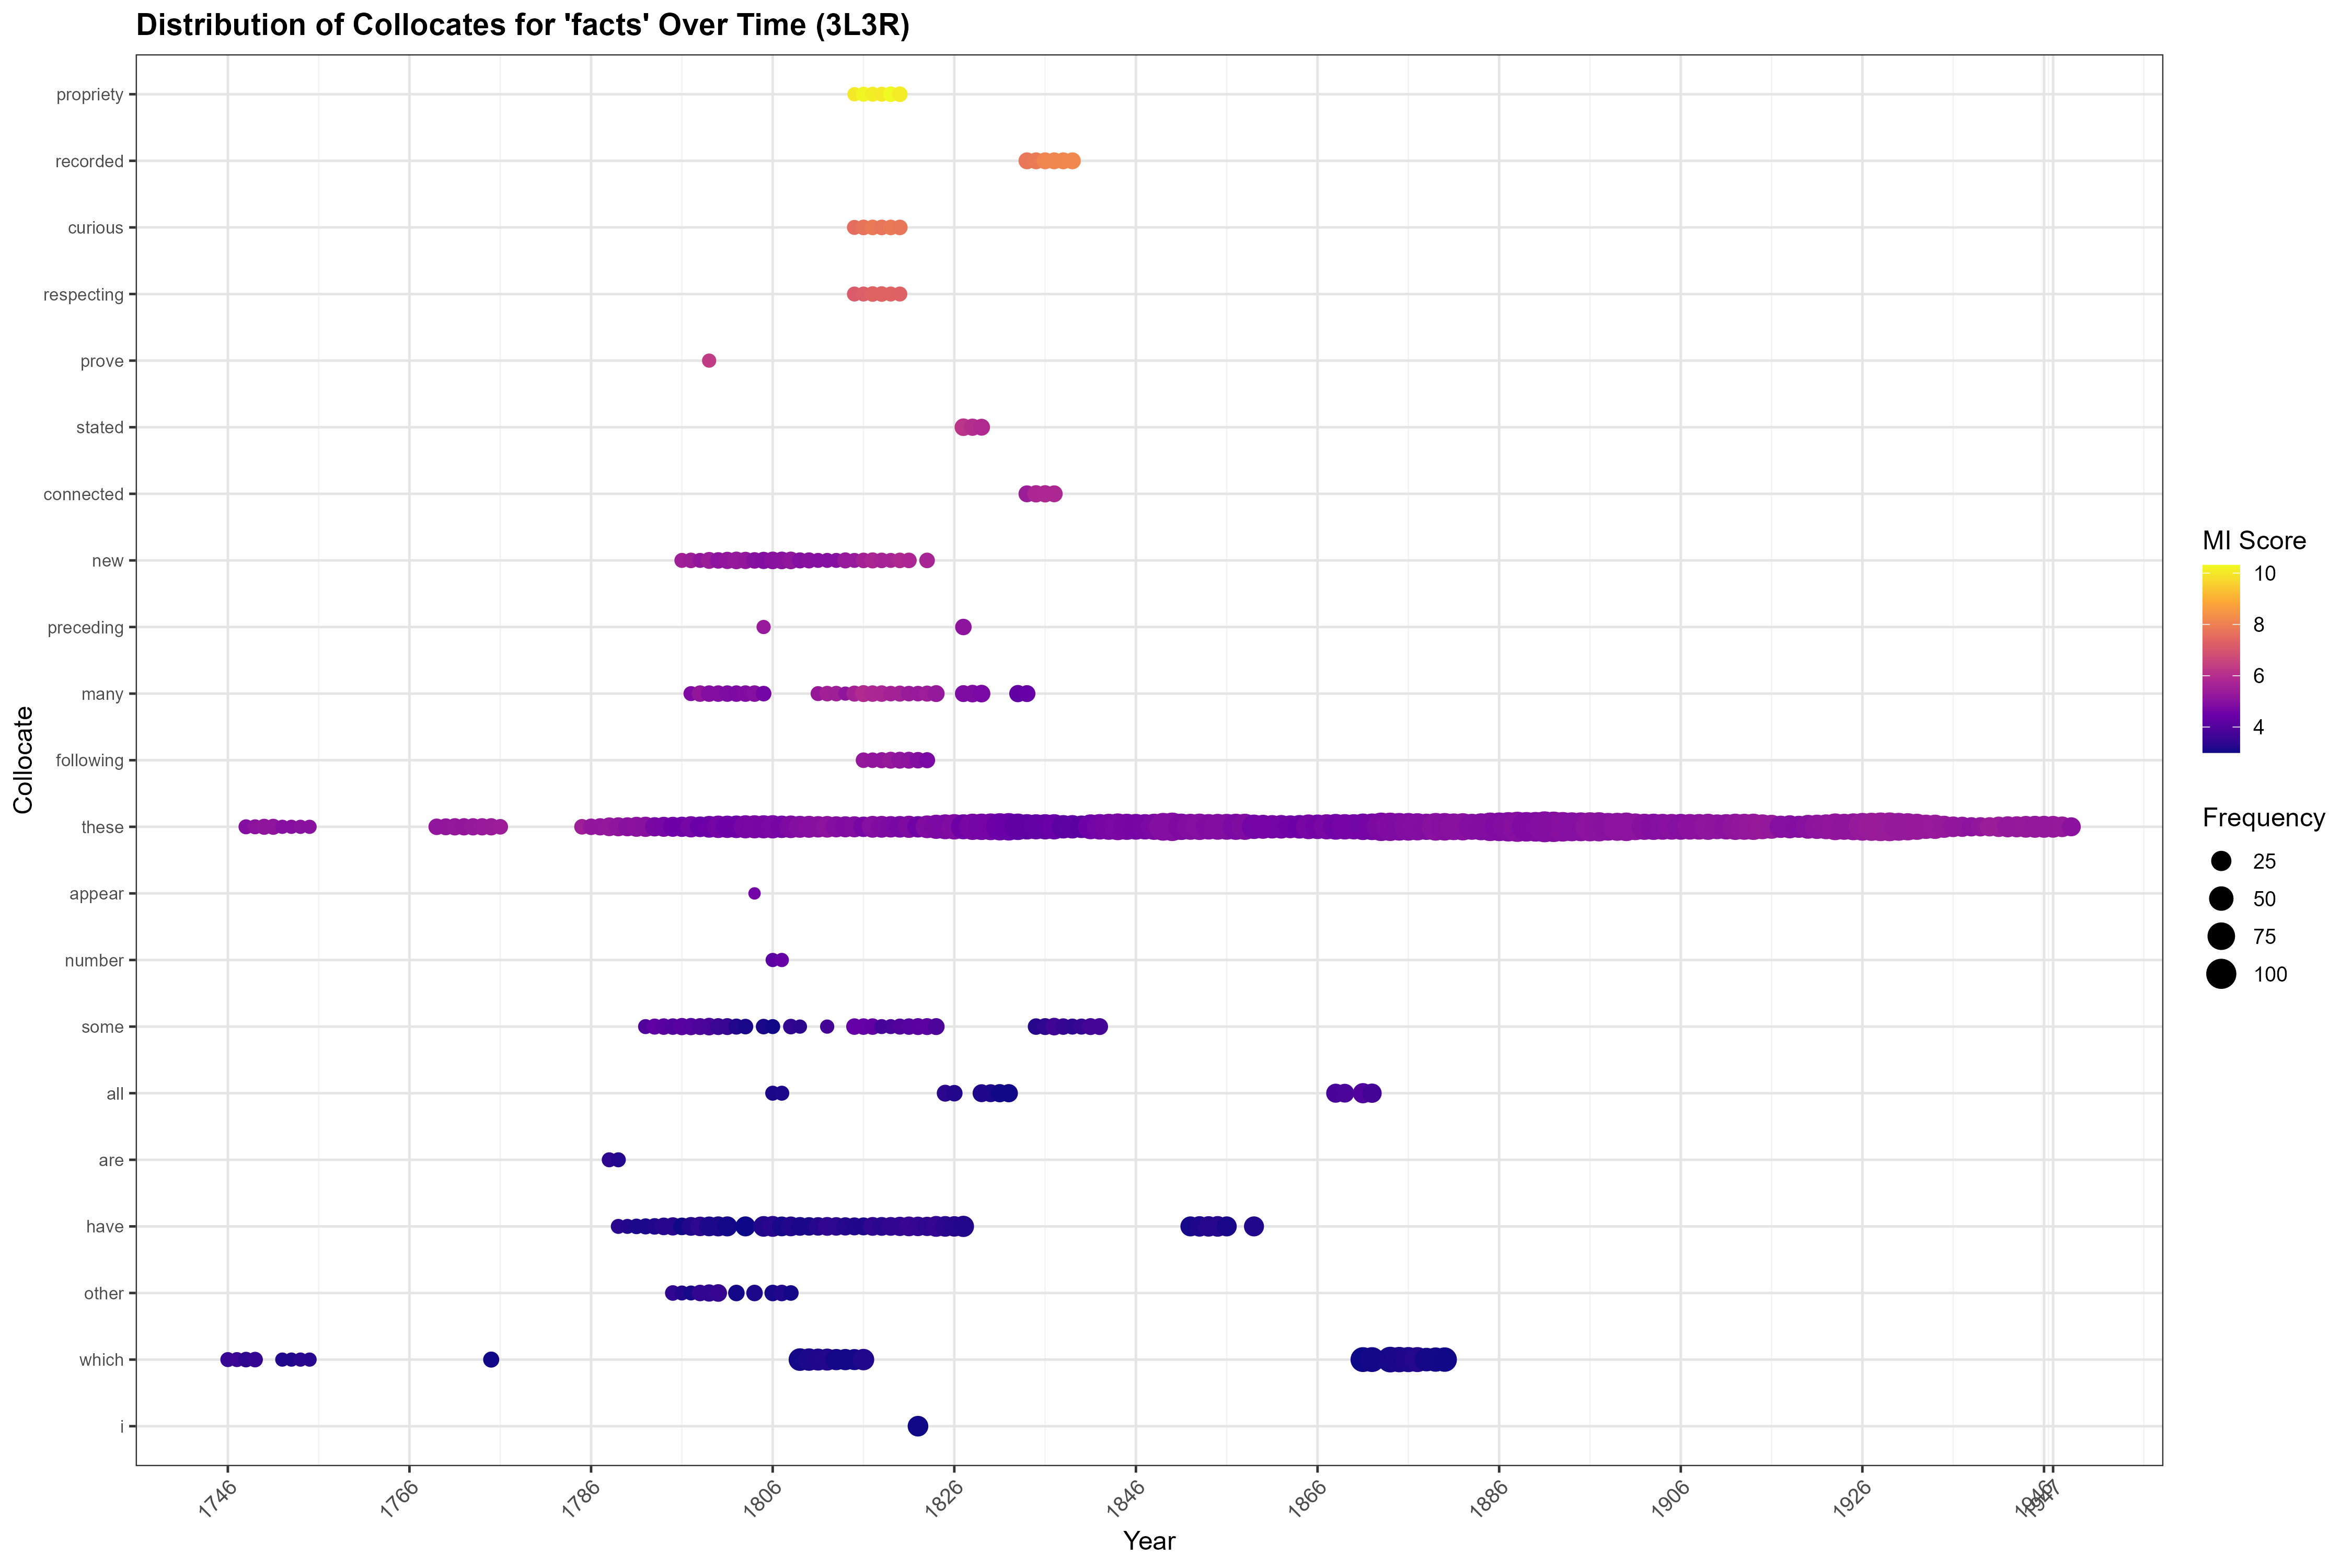 Distribution of Collocates for 'facts' Over Time (3L3R)
Collocate
propriety
recorded
curious
respecting
prove
stated
connected
new
preceding
many
following
these
appear
number
some
all
are
have
other
which
i
1746
1766
1786
1806
1826
1846
1866
1886
1906
1926
1946
1947
Year
MI Score
10
8
6
4
Frequency
25
50
75
100